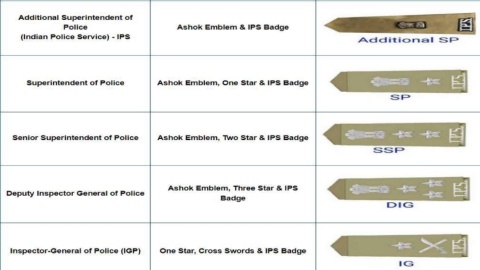 Additional Superintendent of
Police
(Indian Police Service) - IPS
Ashok Emblem & IPS Badge
IPS
Additional SP
Superintendent of Police
Ashok Emblem, One Star & IPS Badge
IPS
SP
Senior Superintendent of Police
Ashok Emblem, Two Star & IPS Badge
IPS
SSP
Deputy Inspector General of Police
Ashok Emblem, Three Star & IPS
Badge
IPS
DIG
Inspector-General of Police (IGP)
One Star, Cross Swords & IPS Badge
IPS
IG